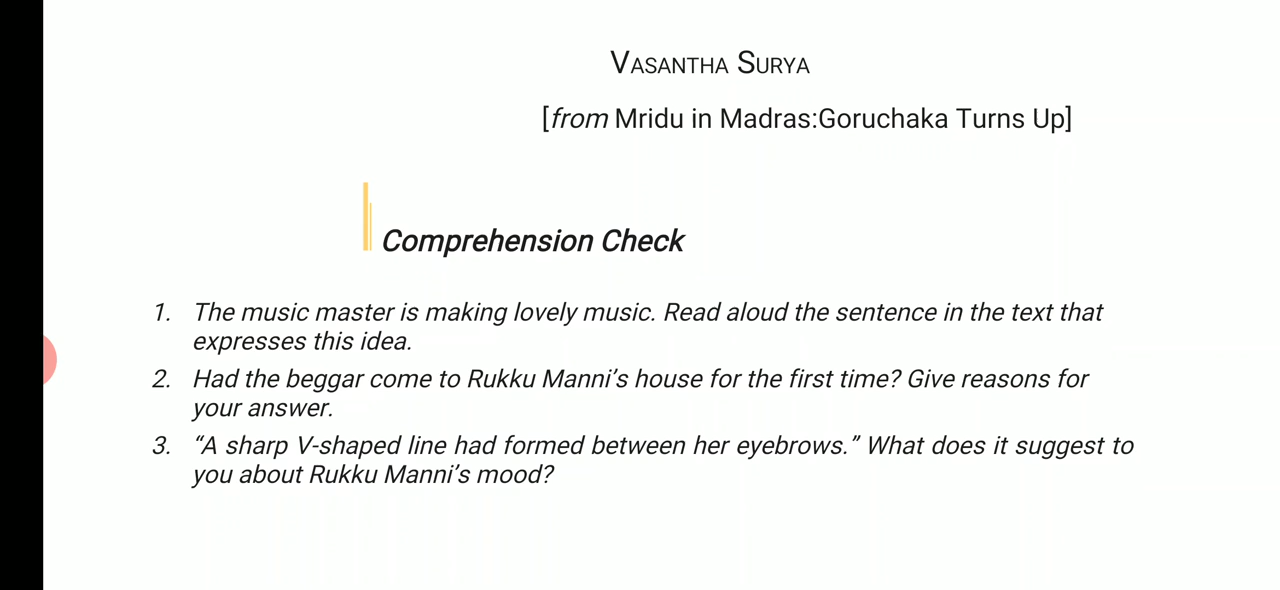 VASANTHA SURYA
[from Mridu in Madras:Goruchaka Turns Up]
Comprehension Check
1. The music master is making lovely music. Read aloud the sentence in the text that
expresses this idea.
2. Had the beggar come to Rukku Manni’s house for the first time? Give reasons for
your answer.
3. “A sharp V-shaped line had formed between her eyebrows.” What does it suggest to
you about Rukku Manni’s mood?